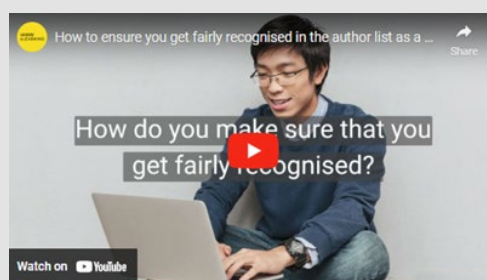 How to ensure you get fairly recognised in the author list as a ...
Share
How do you make sure that you
get fairly recognised?
Watch on YouTube